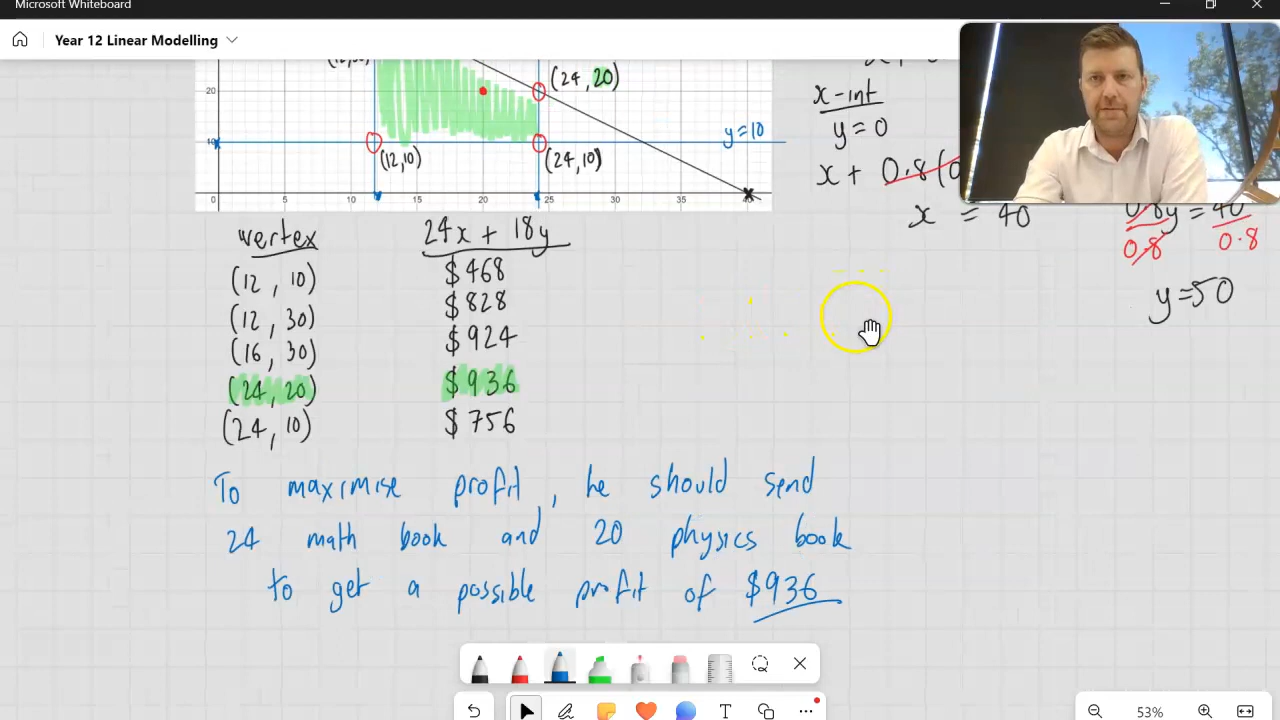 Microsoft Whiteboard
Year 12 Linear Modelling
(24, 20)
20
y=10
10
(12,10)
(24, 10)
0
5
10
15
20
25
30
35
40
x-int
y = 0
x + 0.8(0
x = 40
0.8y = 40
0.8 0.8
y = 50
vertex 24x + 18y
(12, 10) $468
(12, 30) $828
(16, 30) $924
(24, 20) $936
(24, 10) $756
To maximise profit, he should send
24 math book and 20 physics book
to get a possible profit of $936
53%